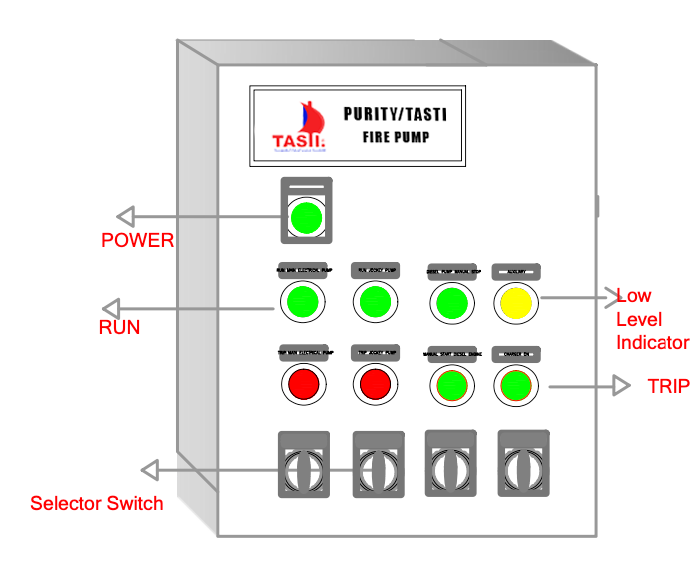 TASTI.
PURITY/TASTI
FIRE PUMP
POWER
RUN MAIN ELECTRICAL PUMP
RUN JOCKEY PUMP
DIESEL PUMP MANUAL STOP
AUXILIARY
Low
Level
Indicator
RUN
TRIP MAIN ELECTRICAL PUMP
TRIP JOCKEY PUMP
MANUAL START DIESEL ENGINE
CHARGER ON
TRIP
Selector Switch